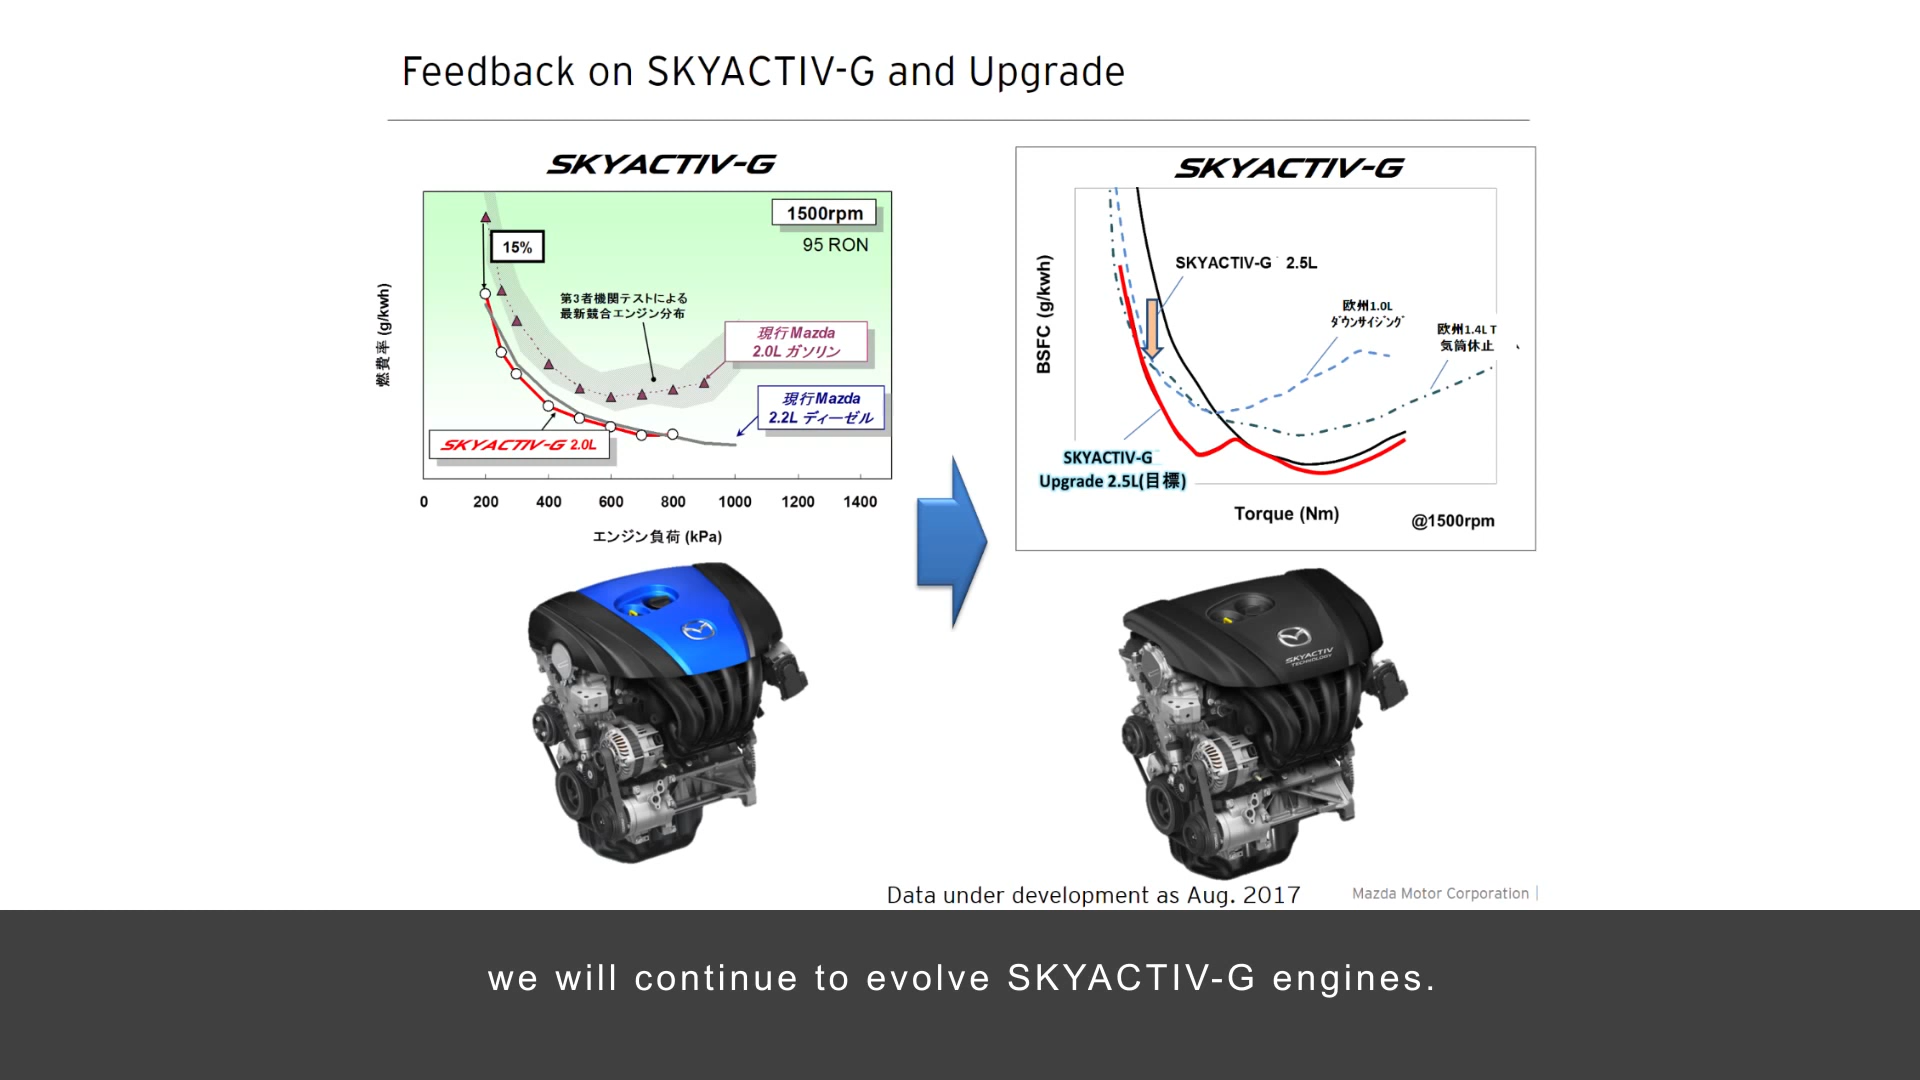 Feedback on SKYACTIV-G and Upgrade
SKYACTIV-G
1500rpm
95 RON
15%
第3者機関テストによる
最新競合エンジン分布
現行Mazda
2.0L ガソリン
現行Mazda
2.2L ディーゼル
SKYACTIV-G 2.0L
燃費率 (g/kwh)
0 200 400 600 800 1000 1200 1400
エンジン負荷 (kPa)
SKYACTIV-G
SKYACTIV-G 2.5L
欧州1.0L
ダウンサイジング
欧州1.4L T
気筒休止
BSFC (g/kwh)
SKYACTIV-G
Upgrade 2.5L(目標)
Torque (Nm)
@1500rpm
SKYACTIV
TECHNOLOGY
Data under development as Aug. 2017
Mazda Motor Corporation
we will continue to evolve SKYACTIV-G engines.